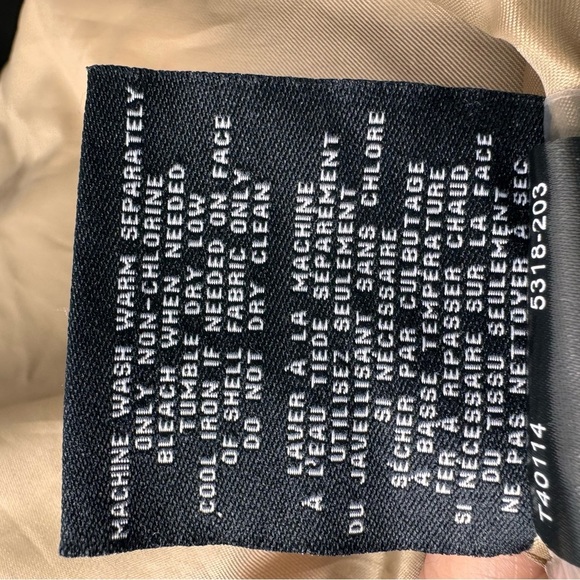 MACHINE WASH WARM SEPARATELY
ONLY NON-CHLORINE
BLEACH WHEN NEEDED
TUMBLE DRY LOW
COOL IRON IF NEEDED ON FACE
OF SHELL FABRIC ONLY
DO NOT DRY CLEAN
LAVER À LA MACHINE
À L'EAU TIEDE SÉPAREMENT
UTILISEZ SEULEMENT
DU JAVELLISANT SANS CHLORE
SI NÉCESSAIRE
SÉCHER PAR CULBUTAGE
À BASSE TEMPERATURE
FER À REPASSER CHAUD
SI NÉCESSAIRE SUR LA FACE
DU TISSU SEULEMENT
NE PAS NETTOYER À SEC
T40114 5318-203